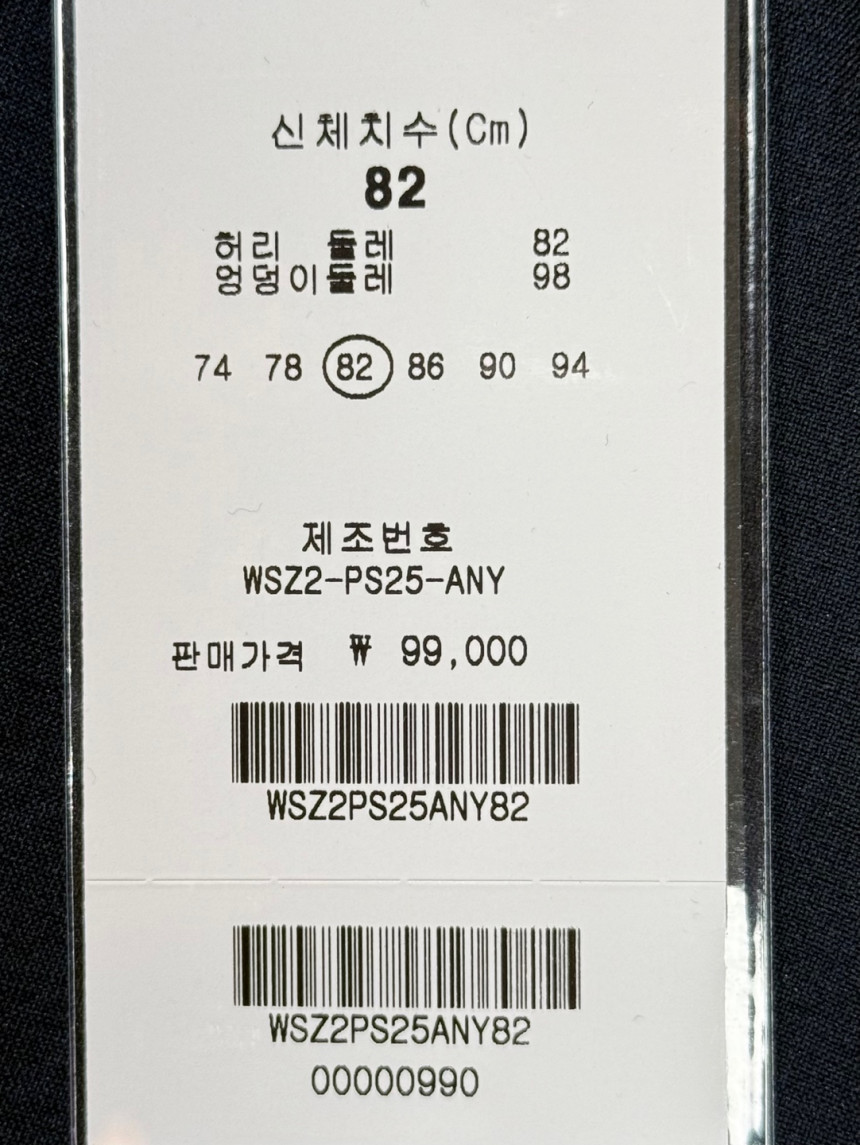 신체치수(Cm)
82
허리 둘레 82
엉덩이둘레 98
74 78 82 86 90 94
제조번호
WSZ2-PS25-ANY
판매가격 ₩ 99,000
WSZ2PS25ANY82
WSZ2PS25ANY82
00000990